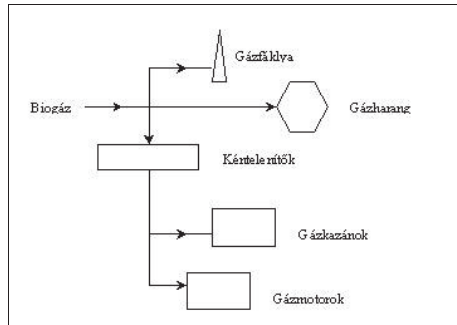 Gázfáklya
Biogáz
Gázharang
Kéntelenítők
Gázkazánok
Gázmotorok